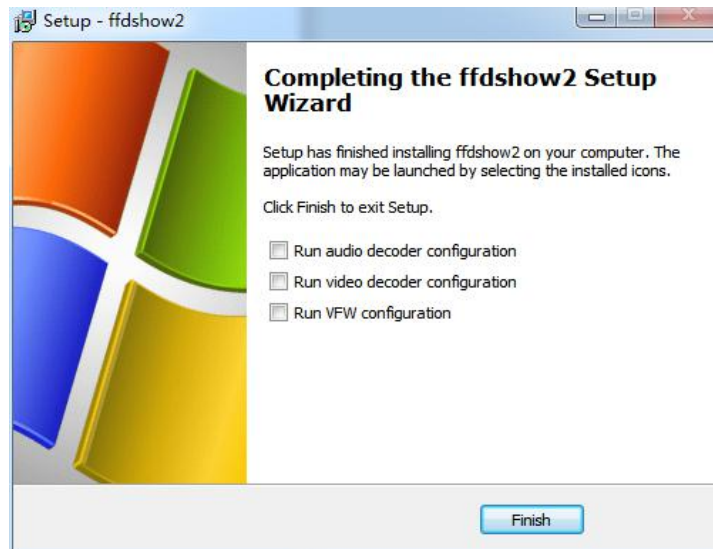 Setup - ffdshow2
Completing the ffdshow2 Setup
Wizard
Setup has finished installing ffdshow2 on your computer. The
application may be launched by selecting the installed icons.
Click Finish to exit Setup.
Run audio decoder configuration
Run video decoder configuration
Run VFW configuration
Finish